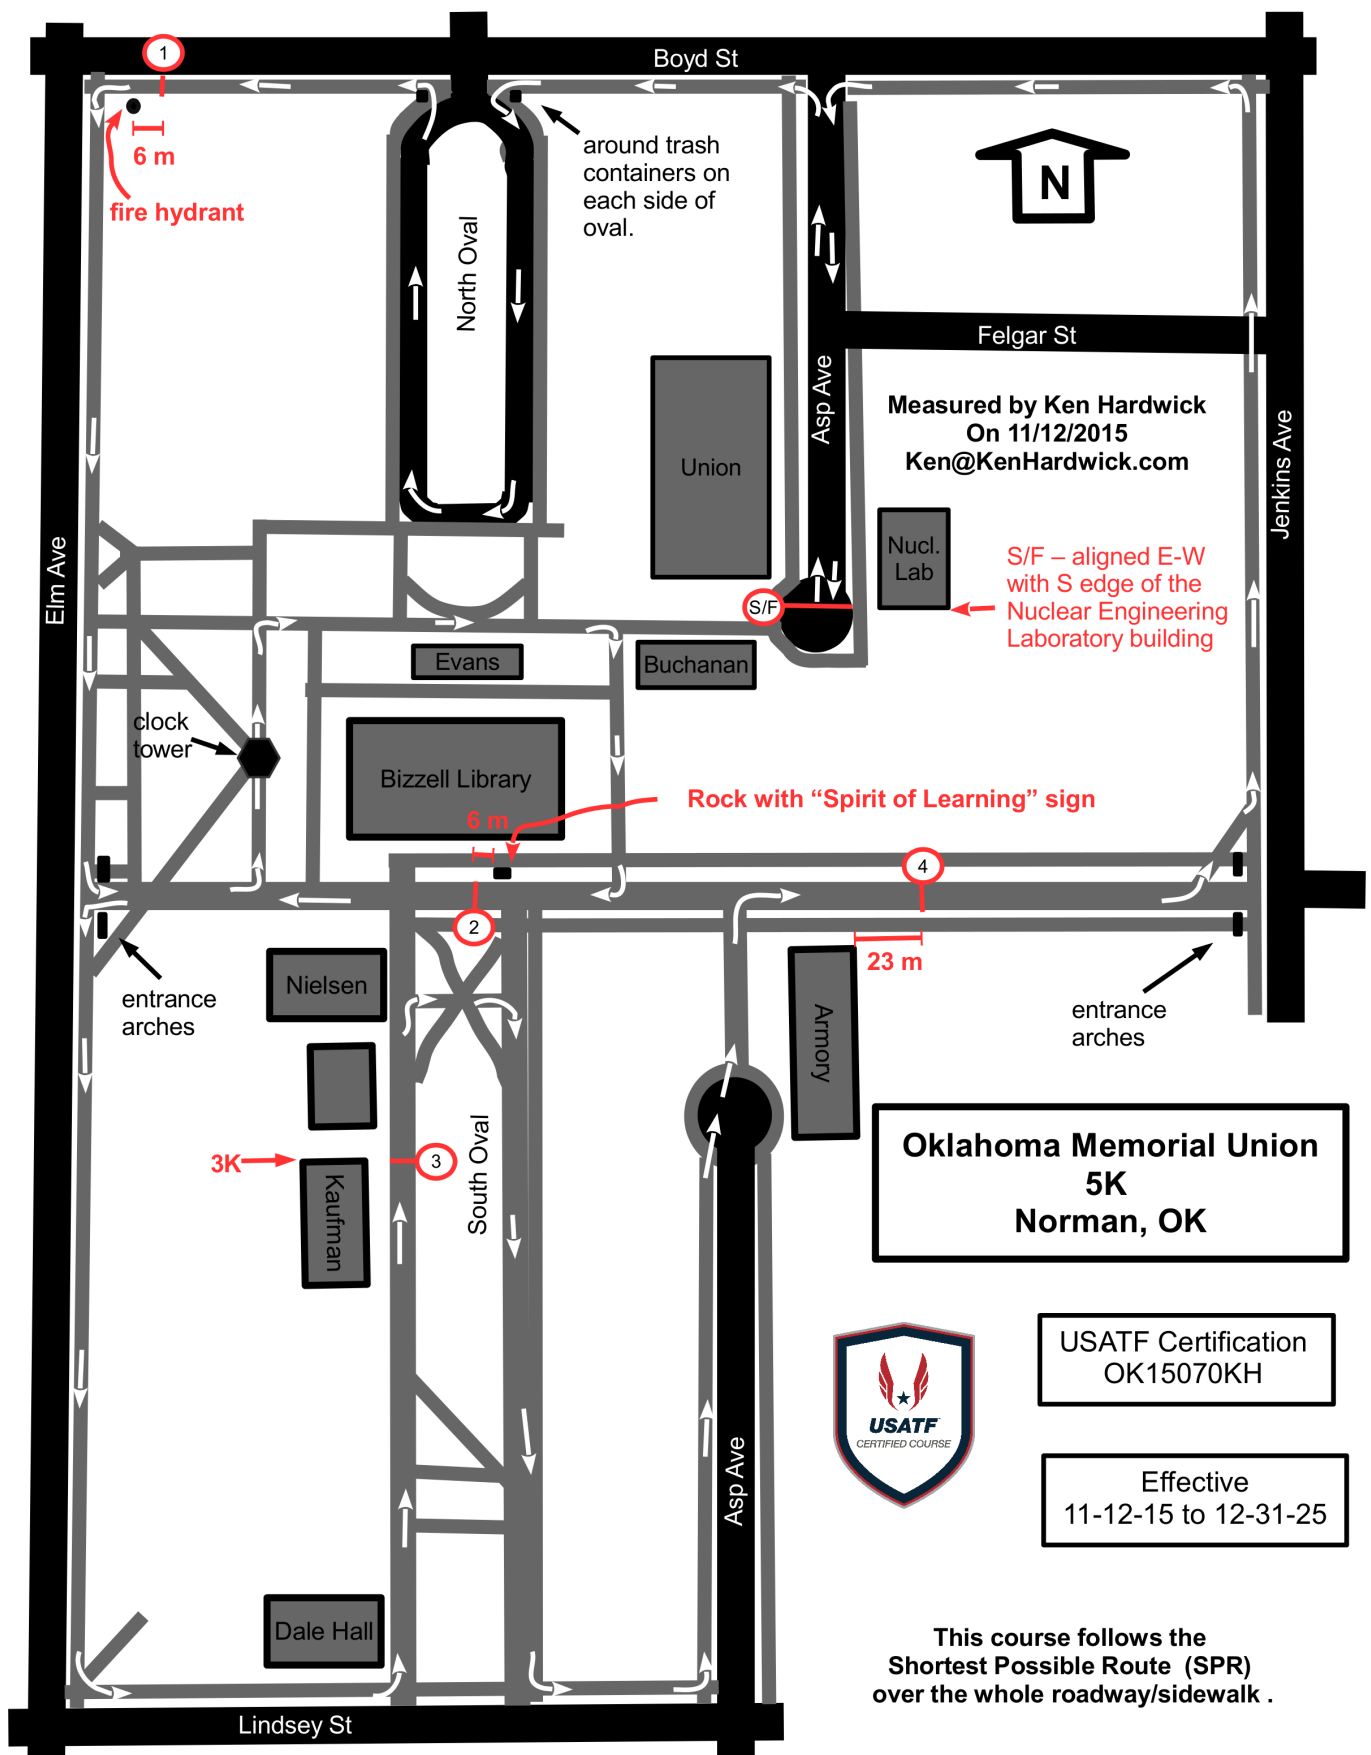 Boyd St
1
6 m
fire hydrant
around trash
containers on
each side of
oval.
N
North Oval
Felgar St
Asp Ave
Measured by Ken Hardwick
On 11/12/2015
Ken@KenHardwick.com
Union
Jenkins Ave
Elm Ave
Nucl.
Lab
S/F – aligned E-W
with S edge of the
Nuclear Engineering
Laboratory building
S/F
Evans
Buchanan
clock
tower
Bizzell Library
6 m
Rock with “Spirit of Learning” sign
4
2
23 m
Nielsen
entrance
arches
Armory
entrance
arches
3K
3
Kaufman
South Oval
Oklahoma Memorial Union
5K
Norman, OK
USATF
CERTIFIED COURSE
USATF Certification
OK15070KH
Asp Ave
Effective
11-12-15 to 12-31-25
Dale Hall
This course follows the
Shortest Possible Route (SPR)
over the whole roadway/sidewalk .
Lindsey St